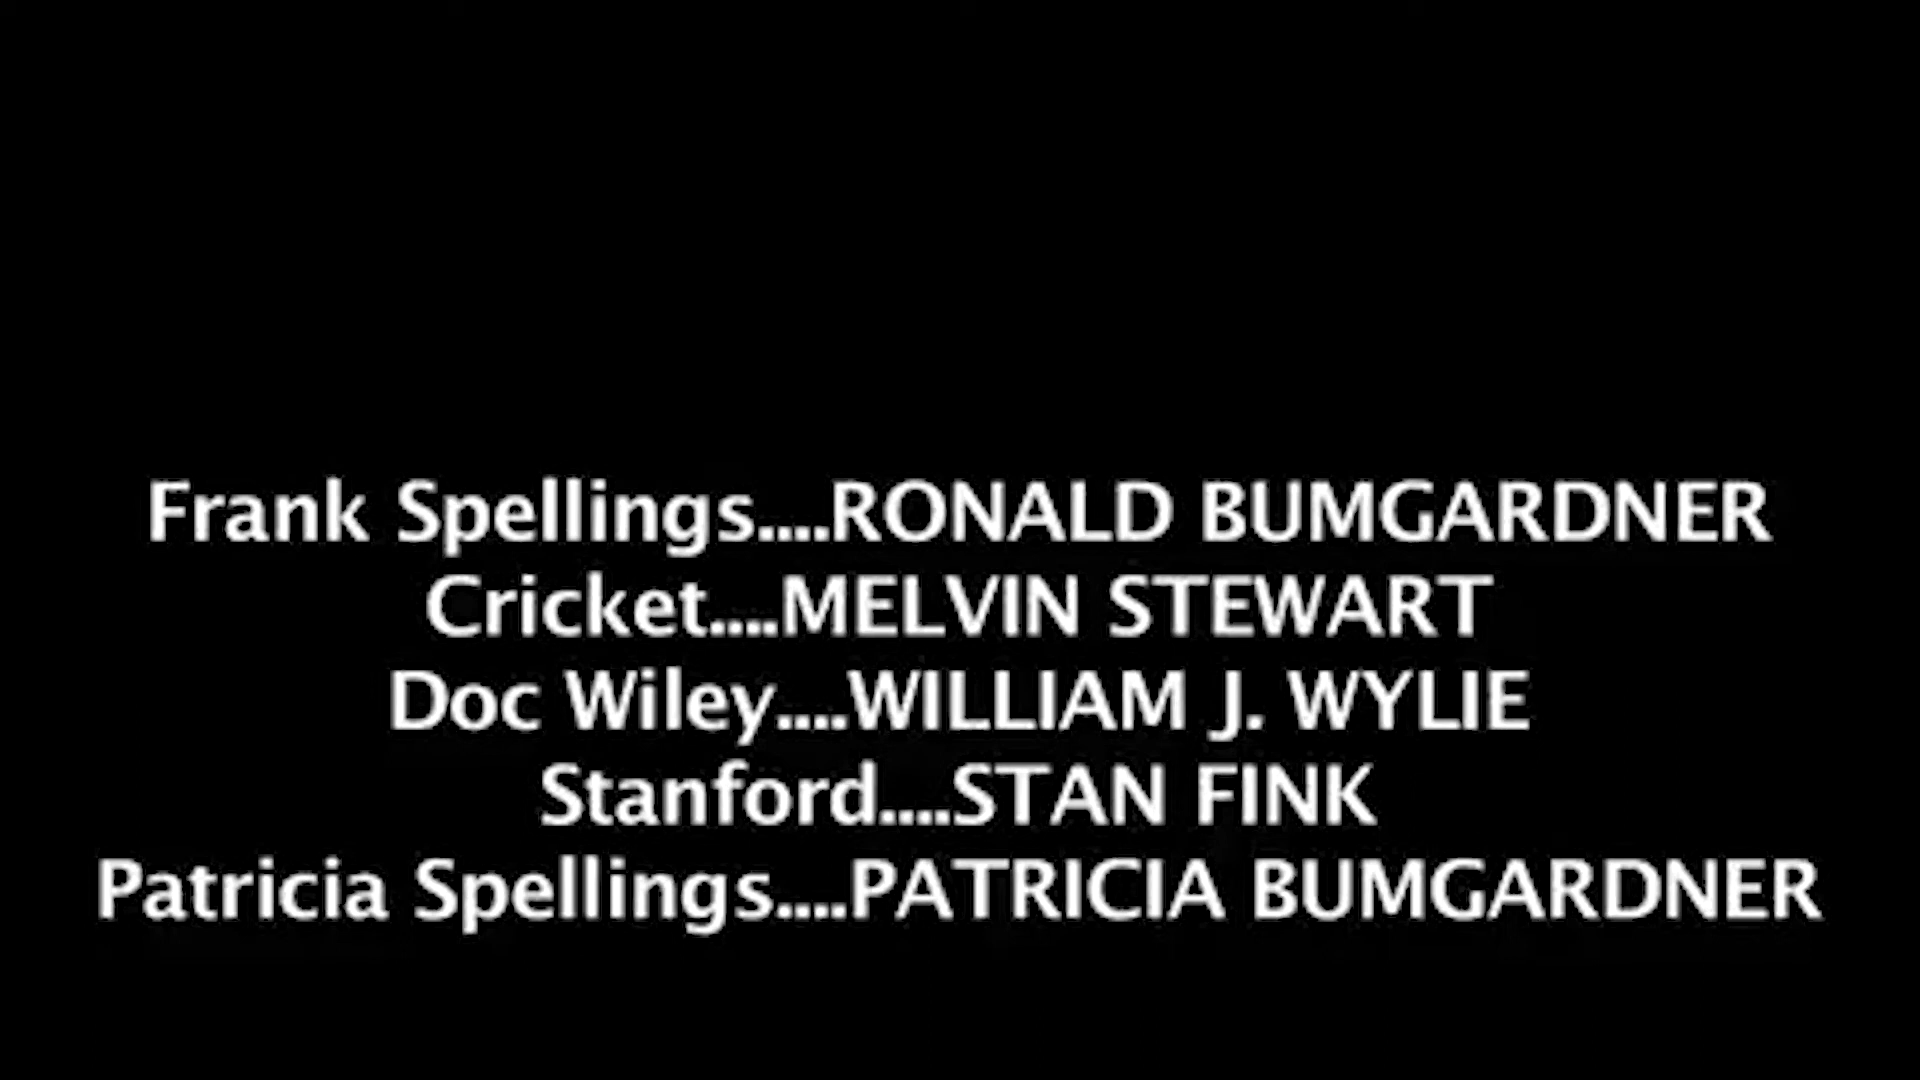 Frank Spellings....RONALD BUMGARDNER
Cricket....MELVIN STEWART
Doc Wiley....WILLIAM J. WYLIE
Stanford....STAN FINK
Patricia Spellings....PATRICIA BUMGARDNER